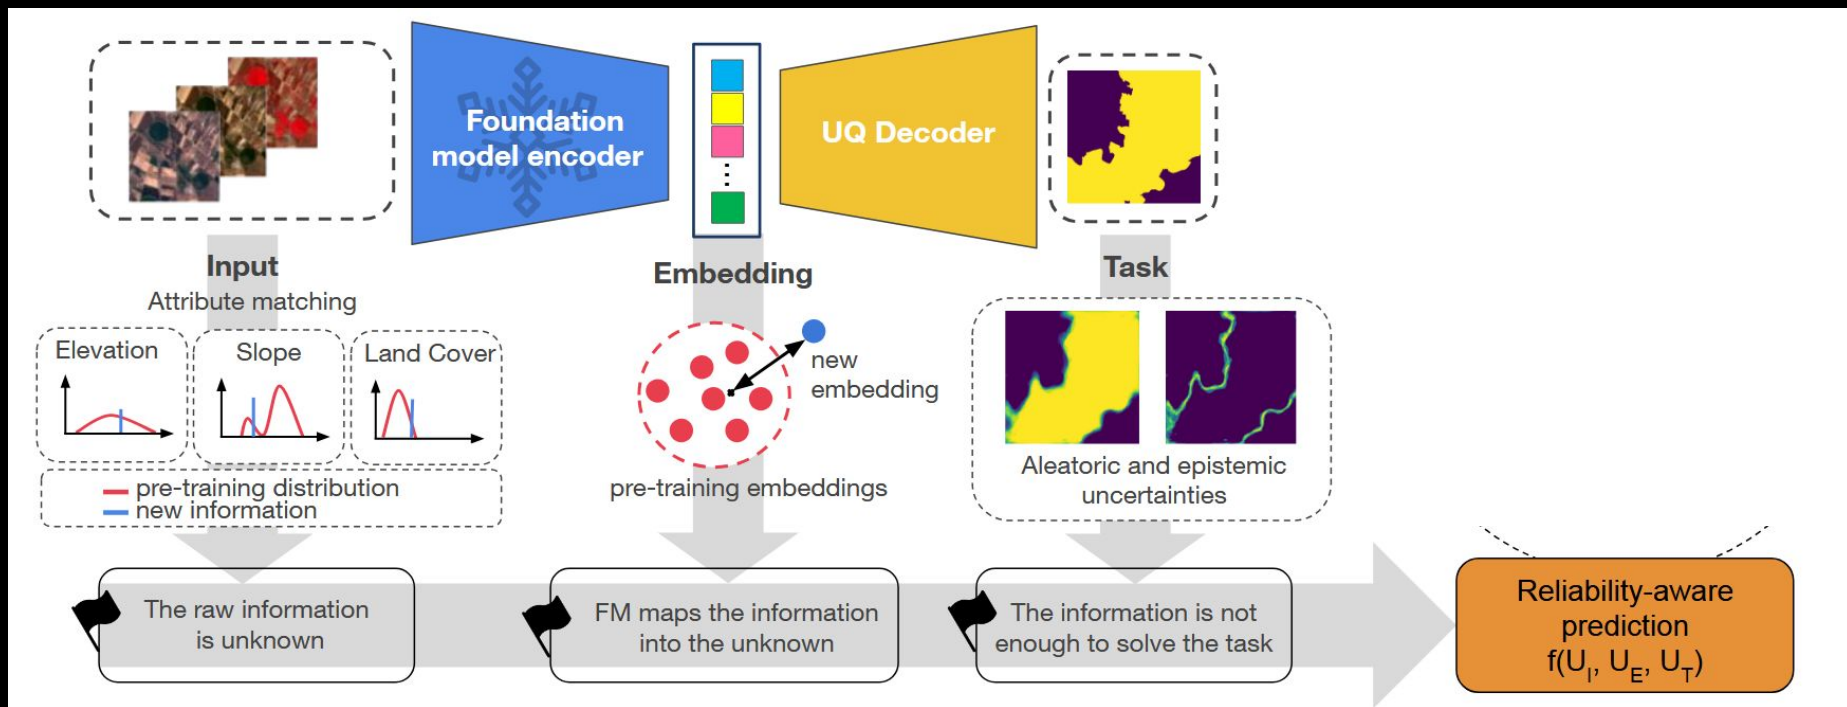 Foundation
model encoder
UQ Decoder
Input
Attribute matching
Elevation
Slope
Land Cover
pre-training distribution
new information
Embedding
new
embedding
pre-training embeddings
Task
Aleatoric and epistemic
uncertainties
The raw information
is unknown
FM maps the information
into the unknown
The information is not
enough to solve the task
Reliability-aware
prediction
f(U_I, U_E, U_T)